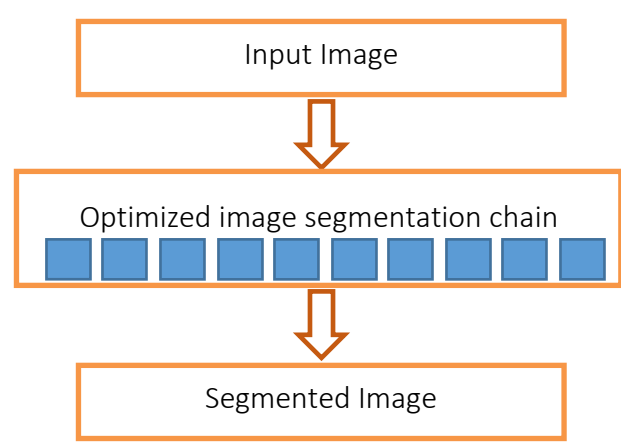 Input Image
Optimized image segmentation chain
Segmented Image